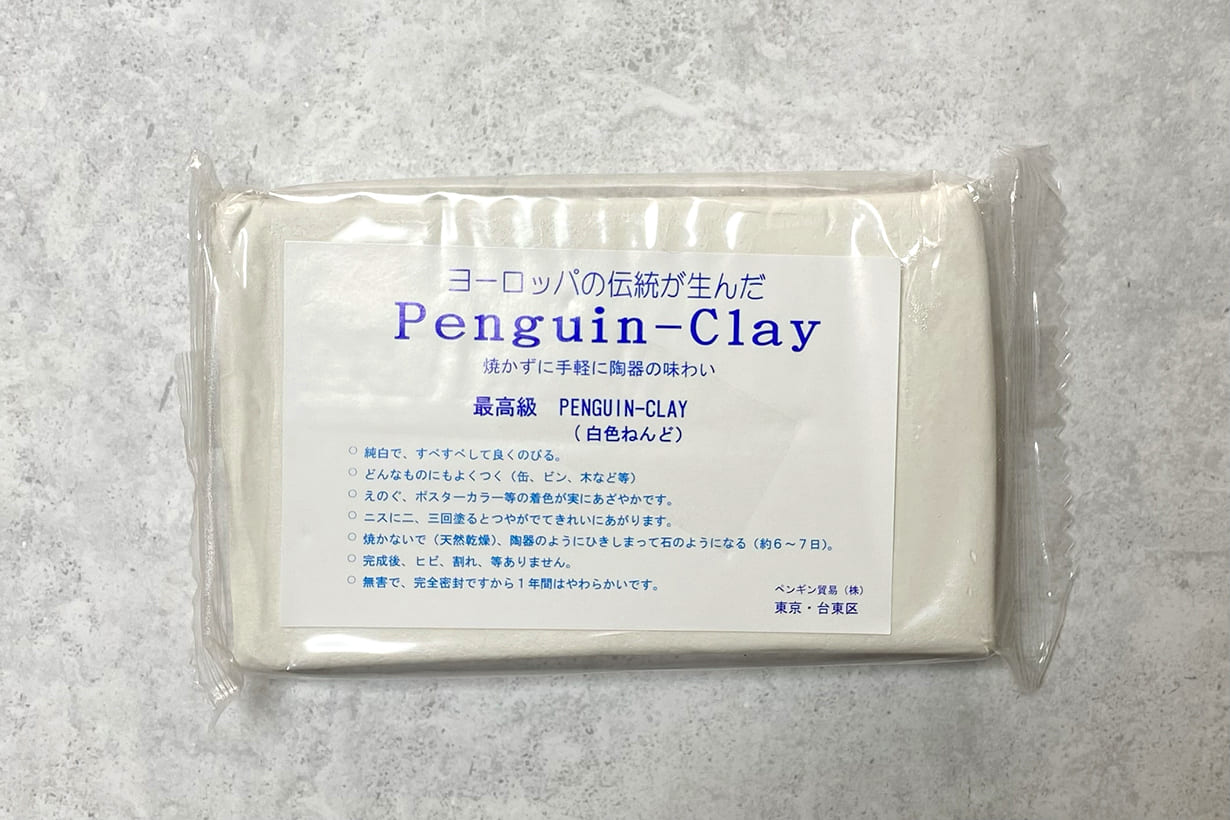 ヨーロッパの伝統が生んだ
Penguin-Clay
焼かずに手軽に陶器の味わい
最高級 PENGUIN-CLAY
(白色ねんど)
○ 純白で、すべすべして良くのびる。
○ どんなものにもよくつく(缶、ビン、木など等)
○ えのぐ、ポスターカラー等の着色が実にあざやかです。
○ ニスに二、三回塗るとつやがでてきれいにあがります。
○ 焼かないで(天然乾燥)、陶器のようにひきしまって石のようになる(約6～7日)。
○ 完成後、ヒビ、割れ、等ありません。
○ 無害で、完全密封ですから1年間はやわらかいです。
ペンギン貿易(株)
東京・台東区